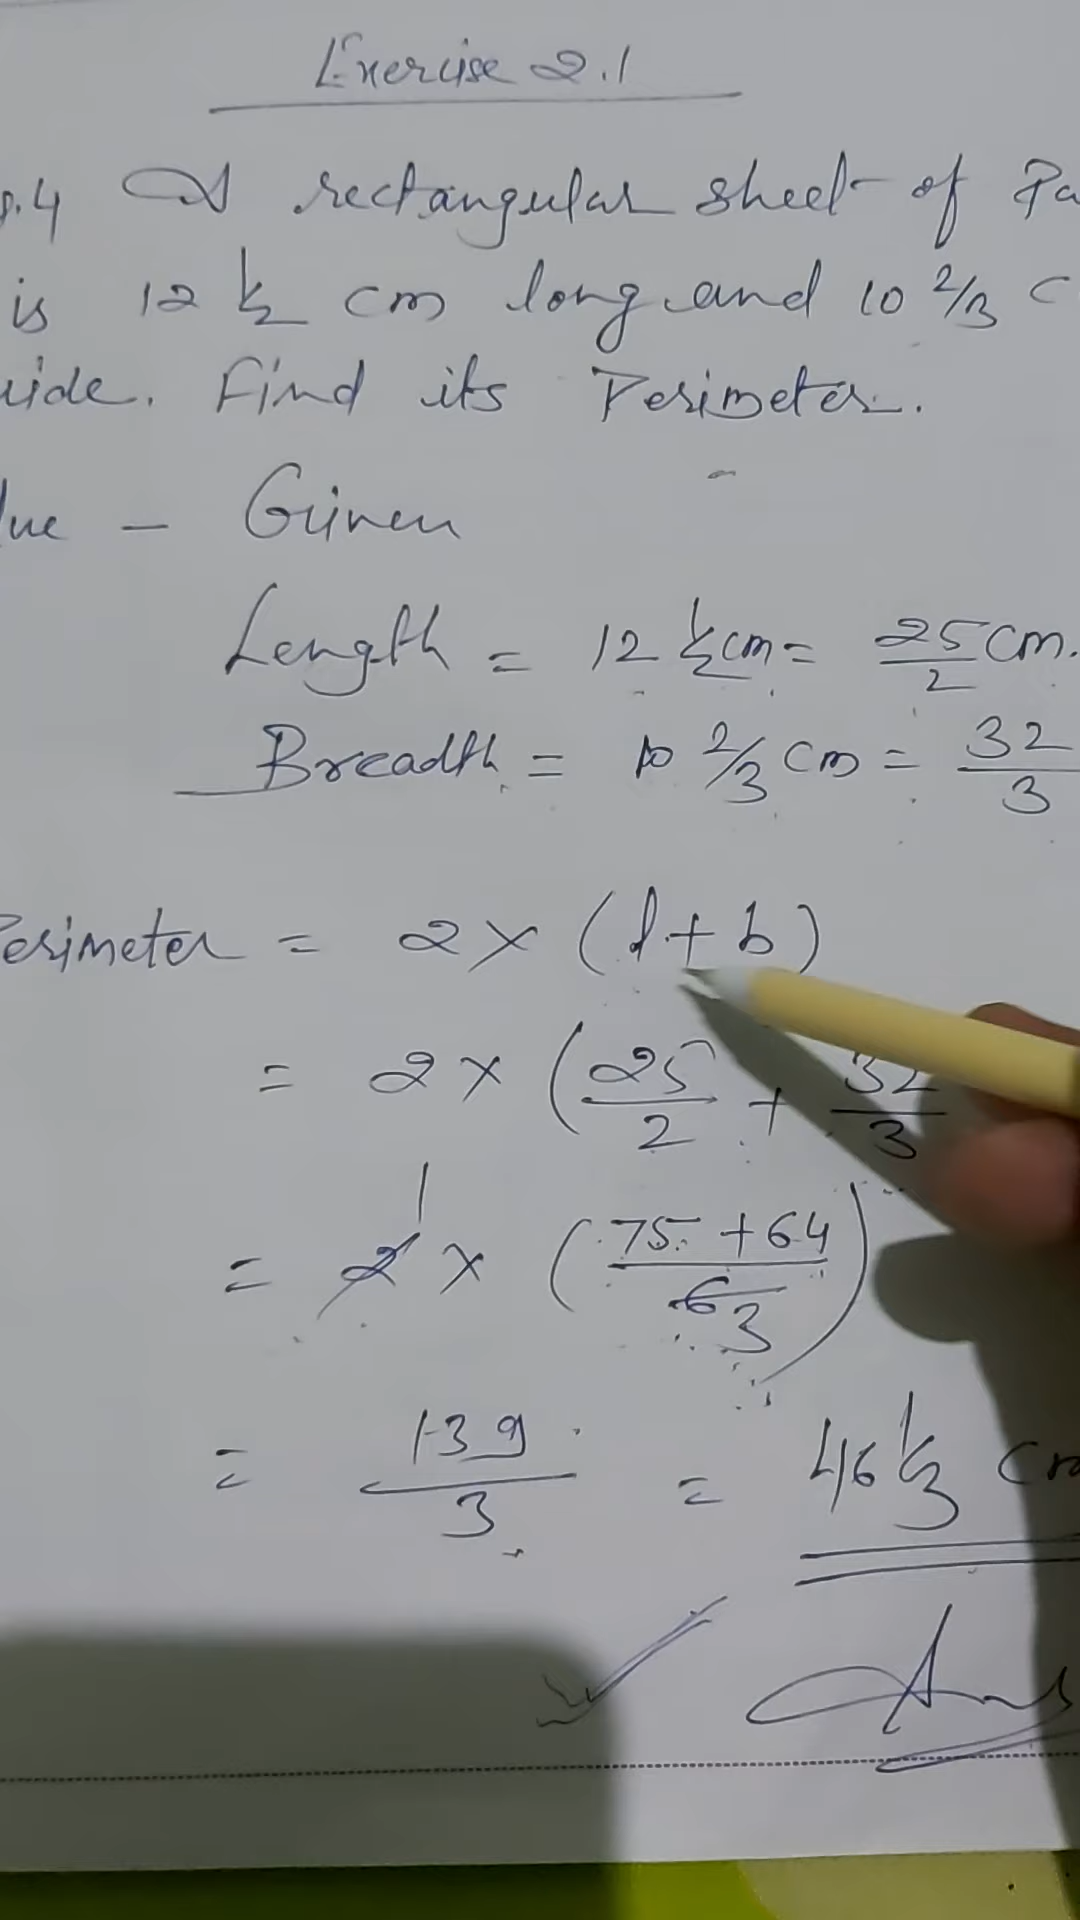 Exercise 2.1
.4 A rectangular sheet of Pa
is 12 1/2 cm long and 10 2/3 c
wide. Find its Perimeter.
lue - Given
Length = 12 1/2 cm = 25/2 cm.
Breadth = 10 2/3 cm = 32/3
Perimeter = 2 × (l + b)
= 2 × (25/2 + 32/3
= 2 1 × (75 + 64/6 3)
= 139/3 = 46 1/3 cm
Ans